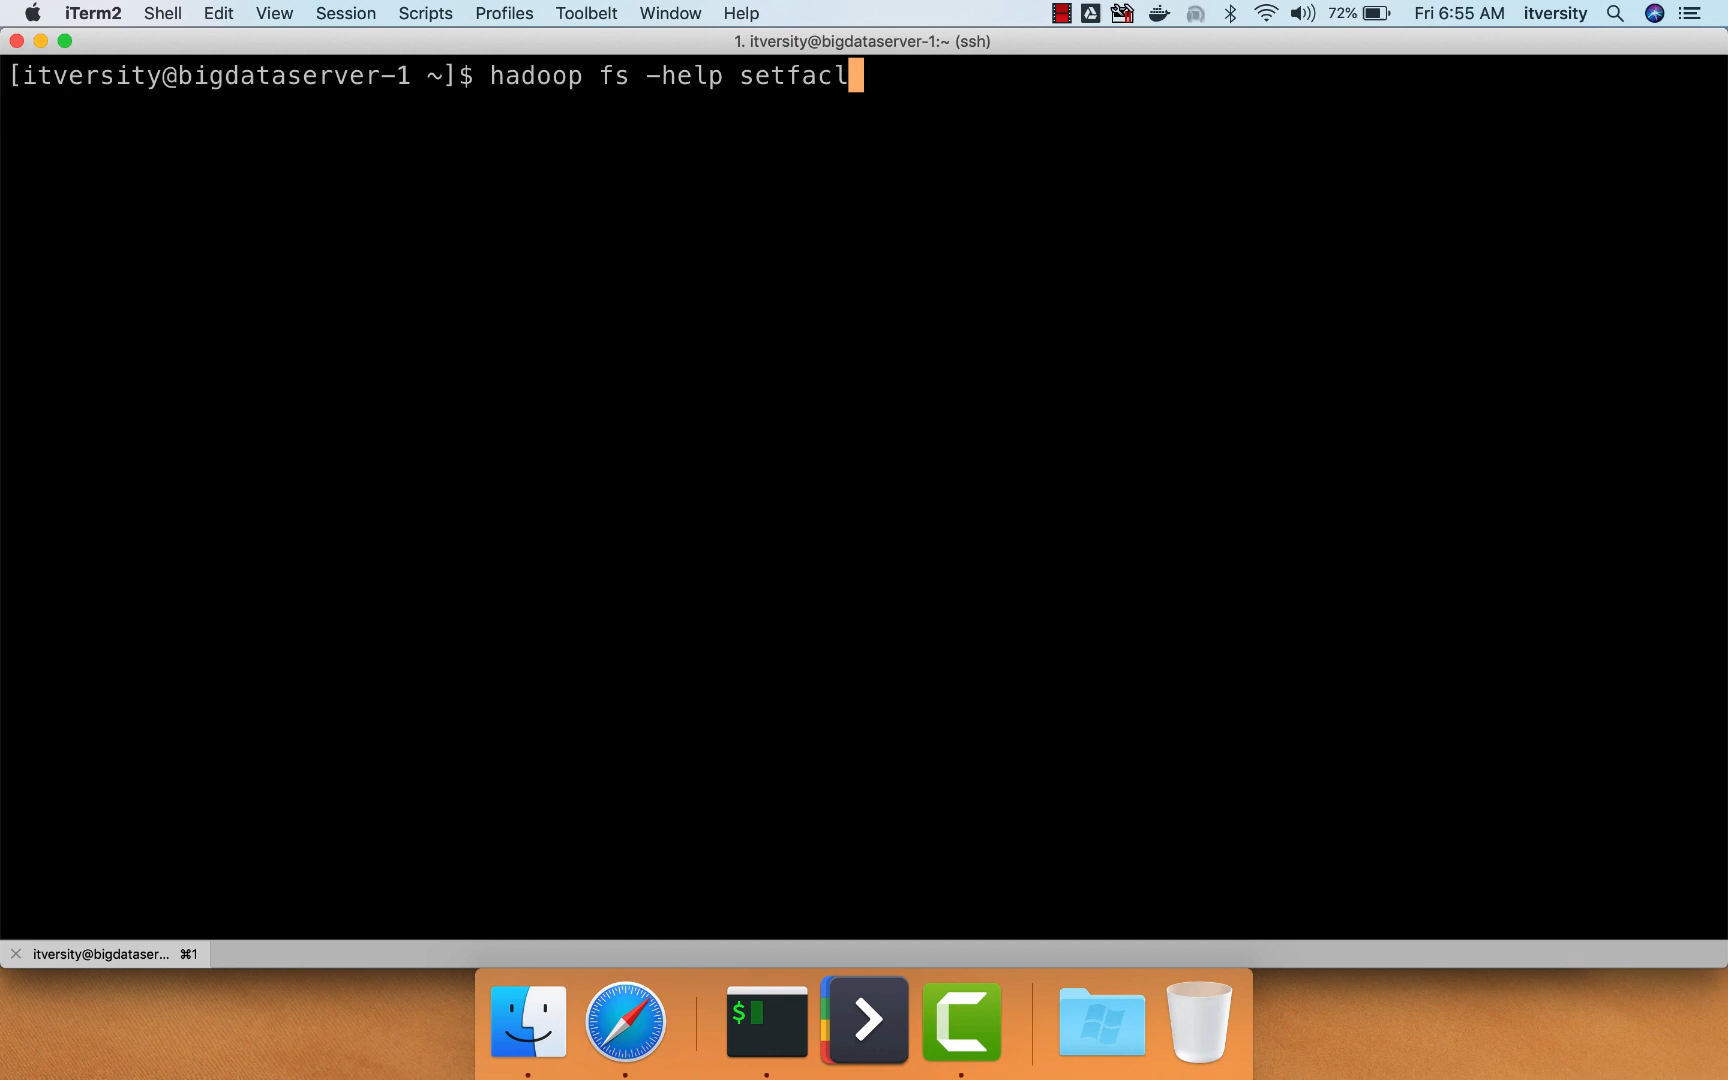 iTerm2 Shell Edit View Session Scripts Profiles Toolbelt Window Help 72% Fri 6:55 AM itversity
1. itversity@bigdataserver-1:~ (ssh)
[itversity@bigdataserver-1 ~]$ hadoop fs -help setfacl
itversity@bigdataser... ⌘1
$